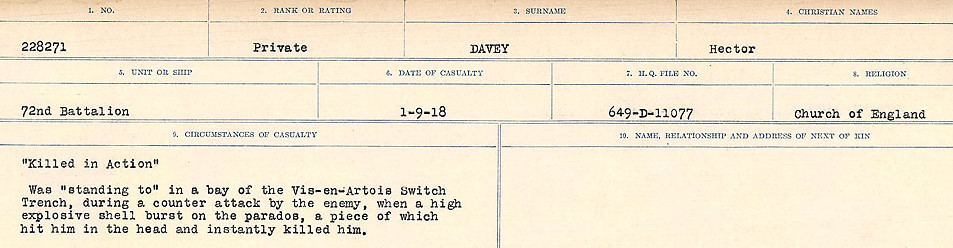 1. NO. 2. RANK OR RATING 3. SURNAME 4. CHRISTIAN NAMES
228271 Private DAVEY Hector
5. UNIT OR SHIP 6. DATE OF CASUALTY 7. H.Q. FILE NO. 8. RELIGION
72nd Battalion 1-9-18 649-D-11077 Church of England
9. CIRCUMSTANCES OF CASUALTY 10. NAME, RELATIONSHIP AND ADDRESS OF NEXT OF KIN
"Killed in Action"
Was "standing to" in a bay of the Vis-en-Artois Switch
Trench, during a counter attack by the enemy, when a high
explosive shell burst on the parados, a piece of which
hit him in the head and instantly killed him.